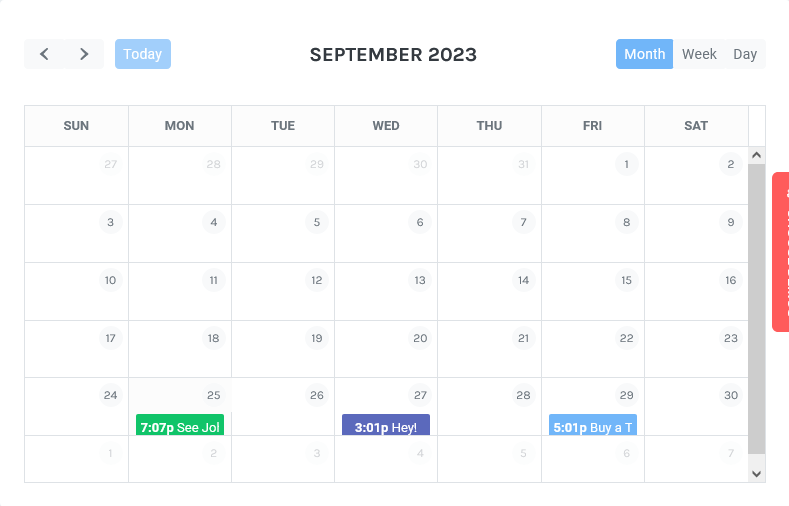 Today
SEPTEMBER 2023
Month Week Day
SUN MON TUE WED THU FRI SAT
27 28 29 30 31 1 2
3 4 5 6 7 8 9
10 11 12 13 14 15 16
17 18 19 20 21 22 23
24 25 26 27 28 29 30
7:07p See Jol 3:01p Hey! 5:01p Buy a T
1 2 3 4 5 6 7